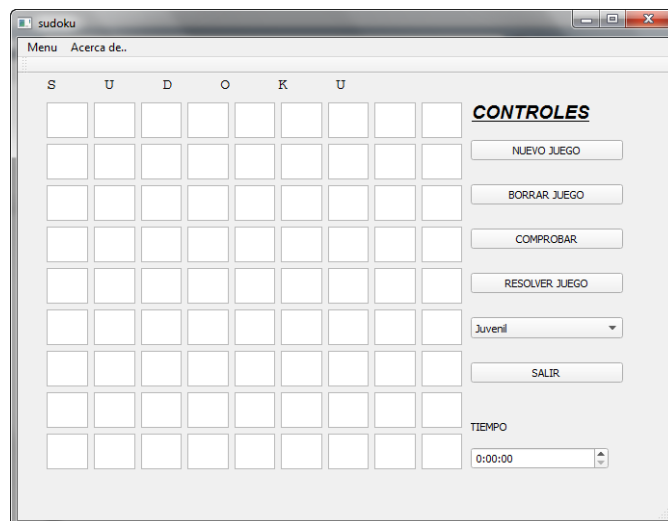 sudoku
Menu Acerca de..
S U D O K U
CONTROLES
NUEVO JUEGO
BORRAR JUEGO
COMPROBAR
RESOLVER JUEGO
Juvenil
SALIR
TIEMPO
0:00:00